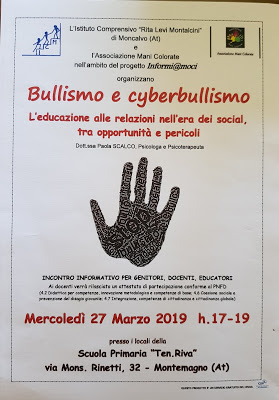 L'Istituto Comprensivo "Rita Levi Montalcini"
di Moncalvo (At)
e
l'Associazione Mani Colorate
nell'ambito del progetto Informi@moci
organizzano
Bullismo e cyberbullismo
L'educazione alle relazioni nell'era dei social,
tra opportunità e pericoli
Dott.ssa Paola SCALCO, Psicologa e Psicoterapeuta
INCONTRO INFORMATIVO PER GENITORI, DOCENTI, EDUCATORI
Ai docenti verrà rilasciato un attestato di partecipazione conforme al PNFD
(4.2 Didattica per competenze, innovazione metodologica e competenze di base; 4.6 Coesione sociale e
prevenzione del disagio giovanile; 4.7 Integrazione, competenze di cittadinanza e cittadinanza globale)
Mercoledì 27 Marzo 2019 h.17-19
presso i locali della
Scuola Primaria "Ten.Riva"
via Mons. Rinetti, 32 - Montemagno (At)